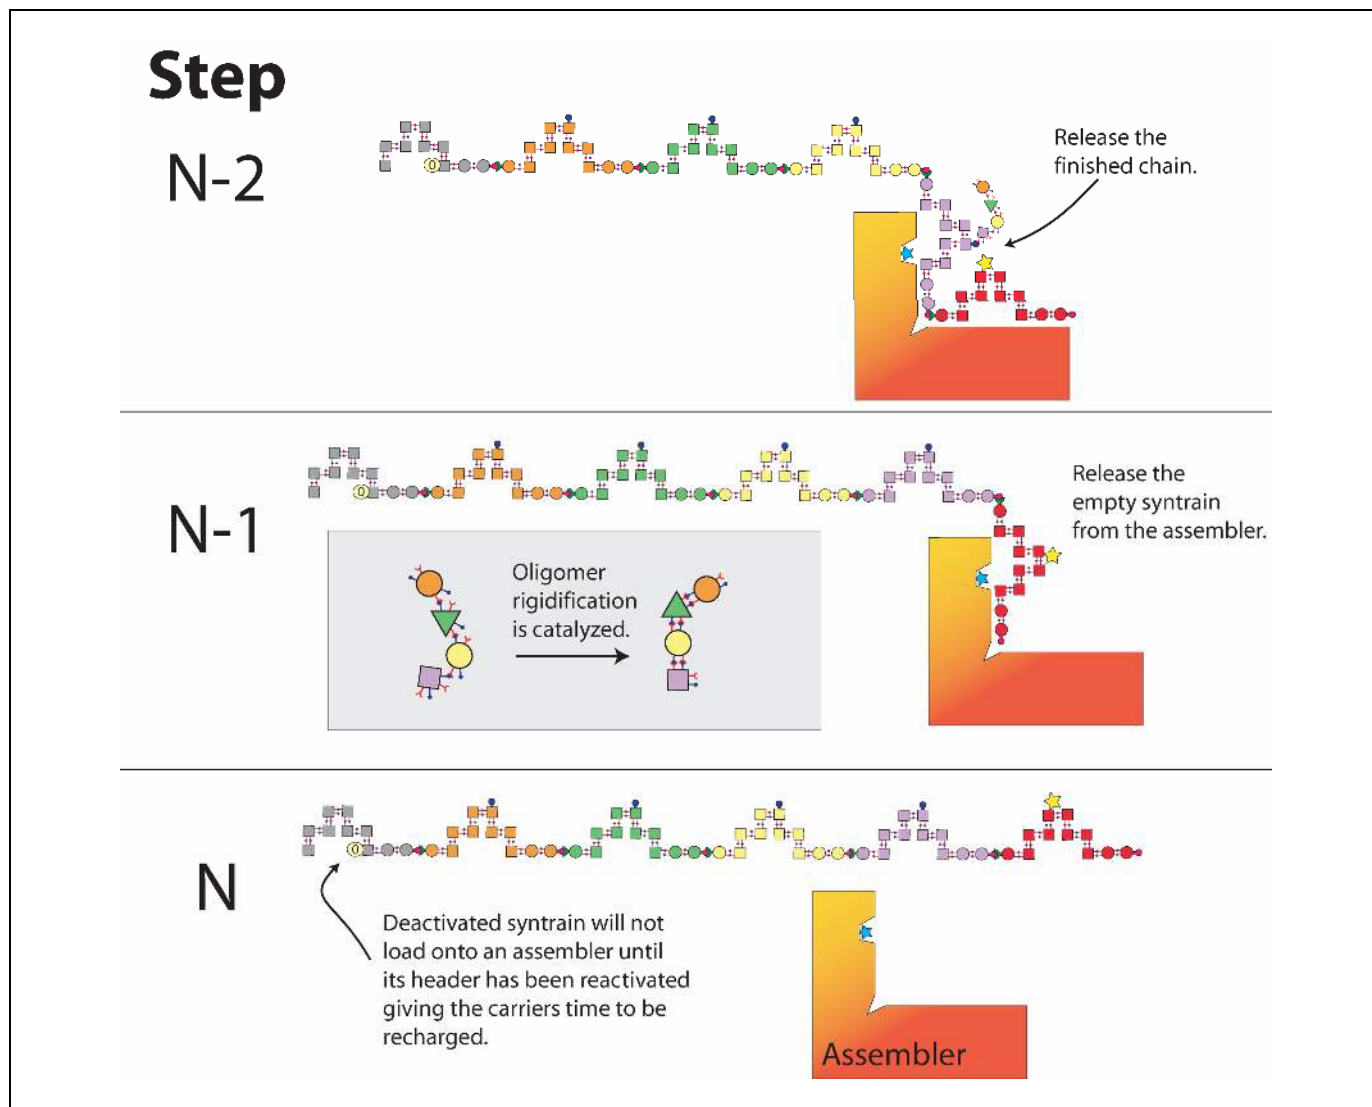 Step
N-2
Release the
finished chain.
N-1
Release the
empty syntrain
from the assembler.
Oligomer
rigidification
is catalyzed.
N
Deactivated syntrain will not
load onto an assembler until
its header has been reactivated
giving the carriers time to be
recharged.
Assembler